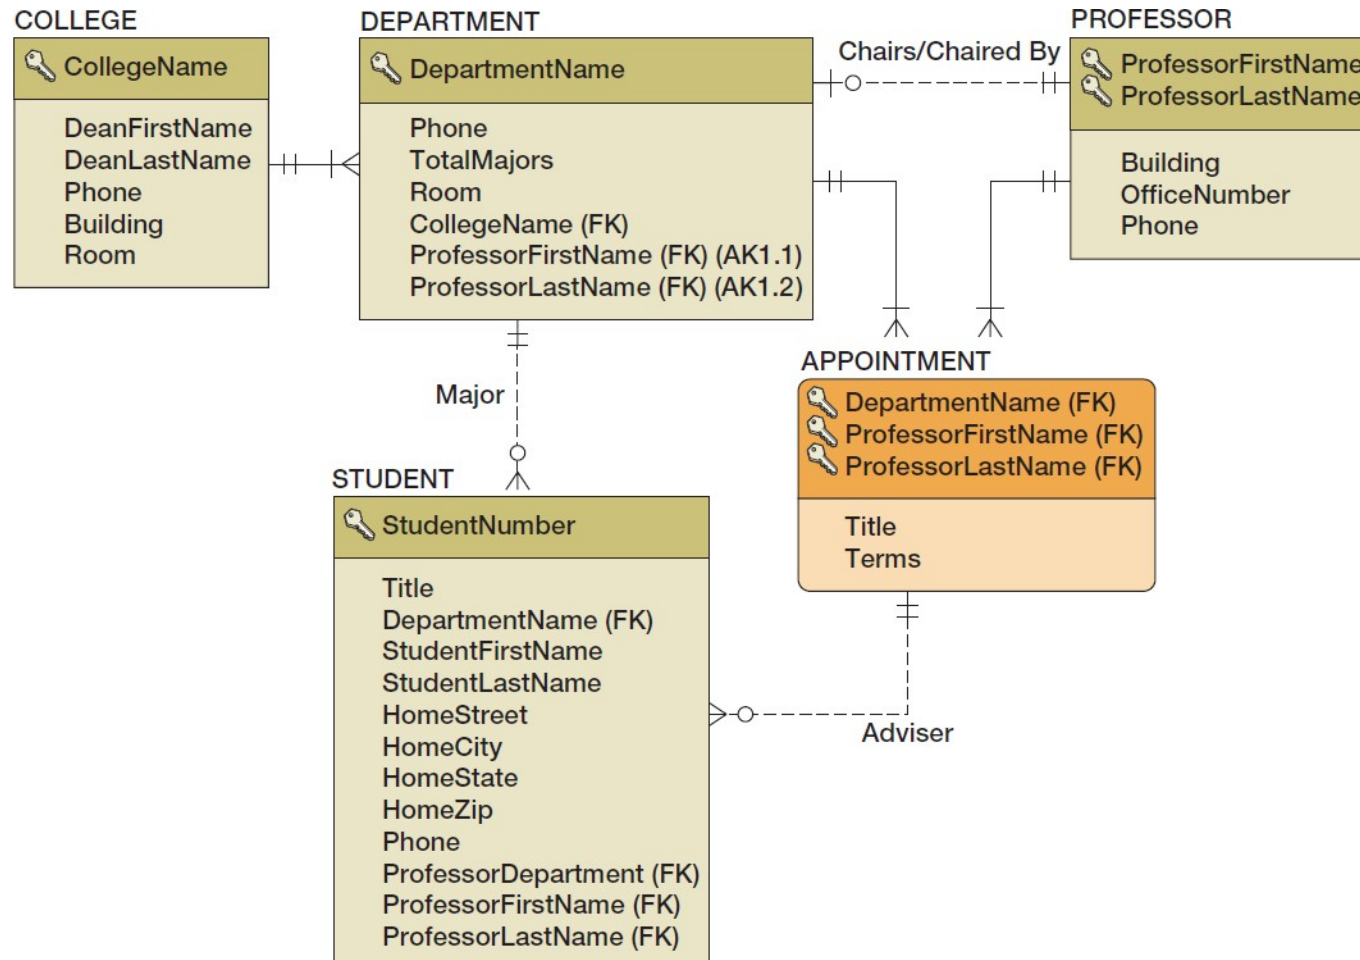 COLLEGE
CollegeName
DeanFirstName
DeanLastName
Phone
Building
Room
DEPARTMENT
DepartmentName
Phone
TotalMajors
Room
CollegeName (FK)
ProfessorFirstName (FK) (AK1.1)
ProfessorLastName (FK) (AK1.2)
Chairs/Chaired By
PROFESSOR
ProfessorFirstName
ProfessorLastName
Building
OfficeNumber
Phone
Major
APPOINTMENT
DepartmentName (FK)
ProfessorFirstName (FK)
ProfessorLastName (FK)
Title
Terms
STUDENT
StudentNumber
Title
DepartmentName (FK)
StudentFirstName
StudentLastName
HomeStreet
HomeCity
HomeState
HomeZip
Phone
ProfessorDepartment (FK)
ProfessorFirstName (FK)
ProfessorLastName (FK)
Adviser